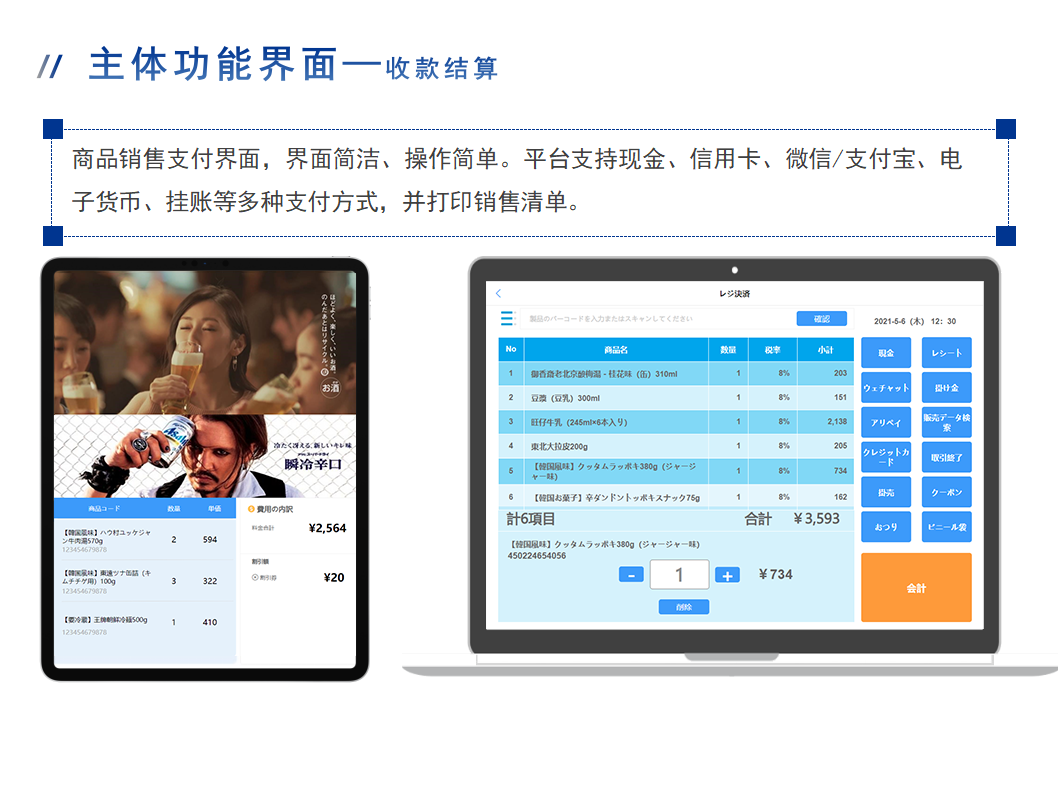 // 主体功能界面—收款结算
商品销售支付界面，界面简洁、操作简单。平台支持现金、信用卡、微信/支付宝、电
子货币、挂账等多种支付方式，并打印销售清单。
ほどよく、楽しく、いいお酒。
のんだあとはリサイクル。
お酒
Asahi
冷たく冴える、新しいキレ味
瞬冷辛口
商品コード 数量 単価
【韓国風味】ハウ村ユッケジャ
ン牛肉湯570g
123454679878
2 594
【韓国風味】東遠ツナ缶詰（キ
ムチチゲ用）100g
123454679878
3 322
【要冷蔵】王牌朝鮮冷麺500g
123454679878
1 410
費用の内訳
料金合計 ¥2,564
割引額
割引券 ¥20
レジ決済
製品のバーコードを入力またはスキャンしてください
確認
2021-5-6 (木) 12: 30
No 商品名 数量 税率 小計
1 御香斎老北京酸梅湯 - 桂花味（缶）310ml 1 8% 203
2 豆漿（豆乳）300ml 1 8% 151
3 旺仔牛乳（245ml×6本入り） 1 8% 2,138
4 東北大拉皮200g 1 8% 205
5 【韓国風味】クッタムラッポキ380g（ジャージ
ャー味) 1 8% 734
6 【韓国お菓子】辛ダンドントッポキスナック75g 1 8% 162
計6項目 合計 ￥3,593
【韓国風味】クッタムラッポキ380g（ジャージャー味)
450224654056
- 1 + ￥734
削除
現金 レシート
ウェチャット 掛け金
アリペイ 販売データ検
索
クレジットカ
ード 取引終了
掛売 クーポン
おつり ビニール袋
会計